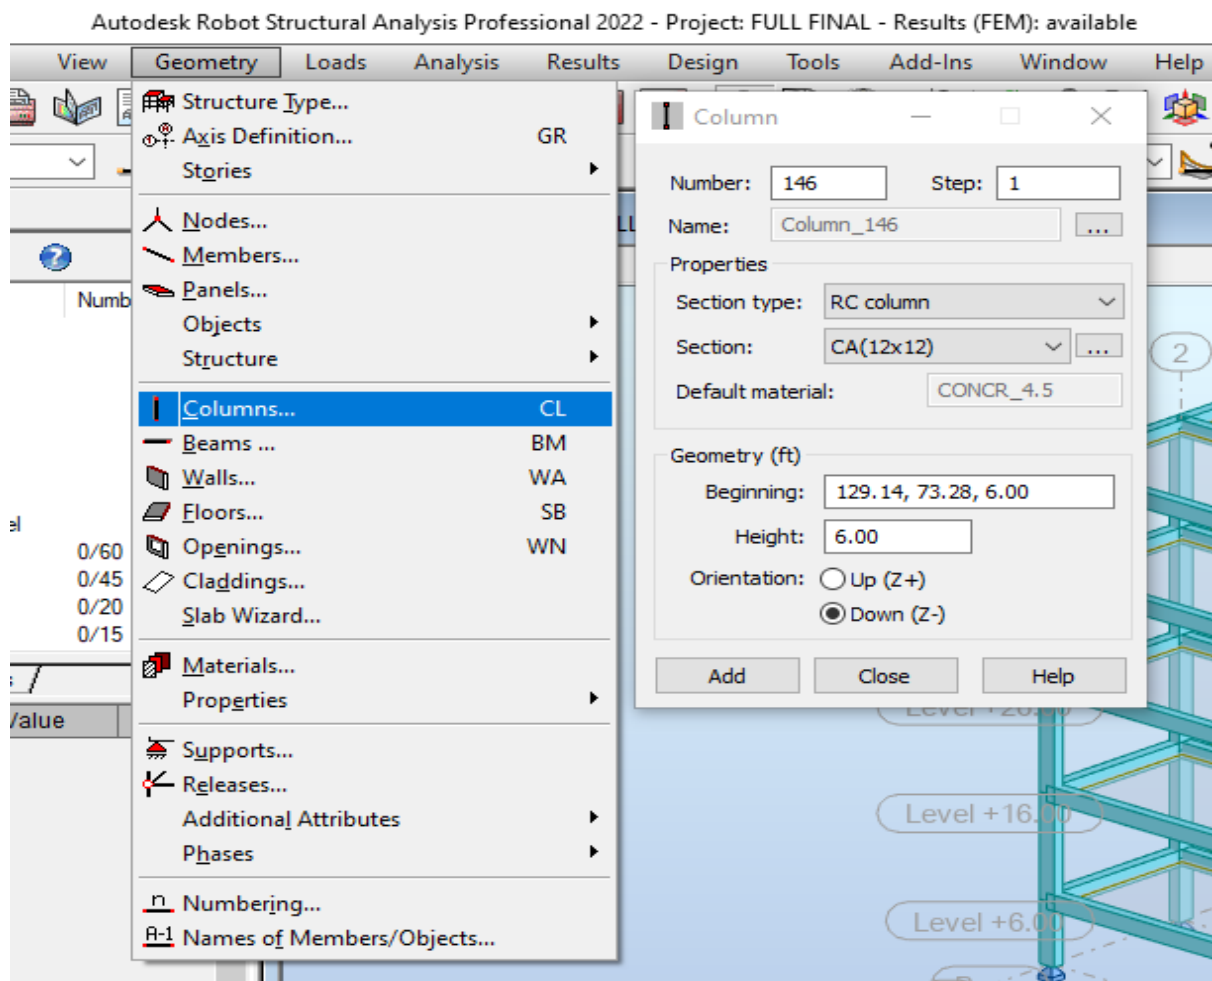 Autodesk Robot Structural Analysis Professional 2022 - Project: FULL FINAL - Results (FEM): available
View Geometry Loads Analysis Results Design Tools Add-Ins Window Help
Structure Type...
Axis Definition... GR
Stories
Nodes...
Members...
Panels...
Objects
Structure
Columns... CL
Beams ... BM
Walls... WA
Floors... SB
Openings... WN
Claddings...
Slab Wizard...
Materials...
Properties
Supports...
Releases...
Additional Attributes
Phases
Numbering...
A-1 Names of Members/Objects...
Numb
el
0/60
0/45
0/20
0/15
Value
Column
Number: 146 Step: 1
Name: Column_146 ...
Properties
Section type: RC column
Section: CA(12x12) ...
Default material: CONCR_4.5
Geometry (ft)
Beginning: 129.14, 73.28, 6.00
Height: 6.00
Orientation: Up (Z+)
Down (Z-)
Add Close Help
2
Level +16.00
Level +6.00